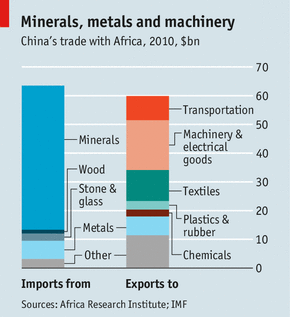 Minerals, metals and machinery
China's trade with Africa, 2010, $bn
70
60
50
40
30
20
10
0
Minerals
Wood
Stone &
glass
Metals
Other
Transportation
Machinery &
electrical
goods
Textiles
Plastics &
rubber
Chemicals
Imports from
Exports to
Sources: Africa Research Institute; IMF